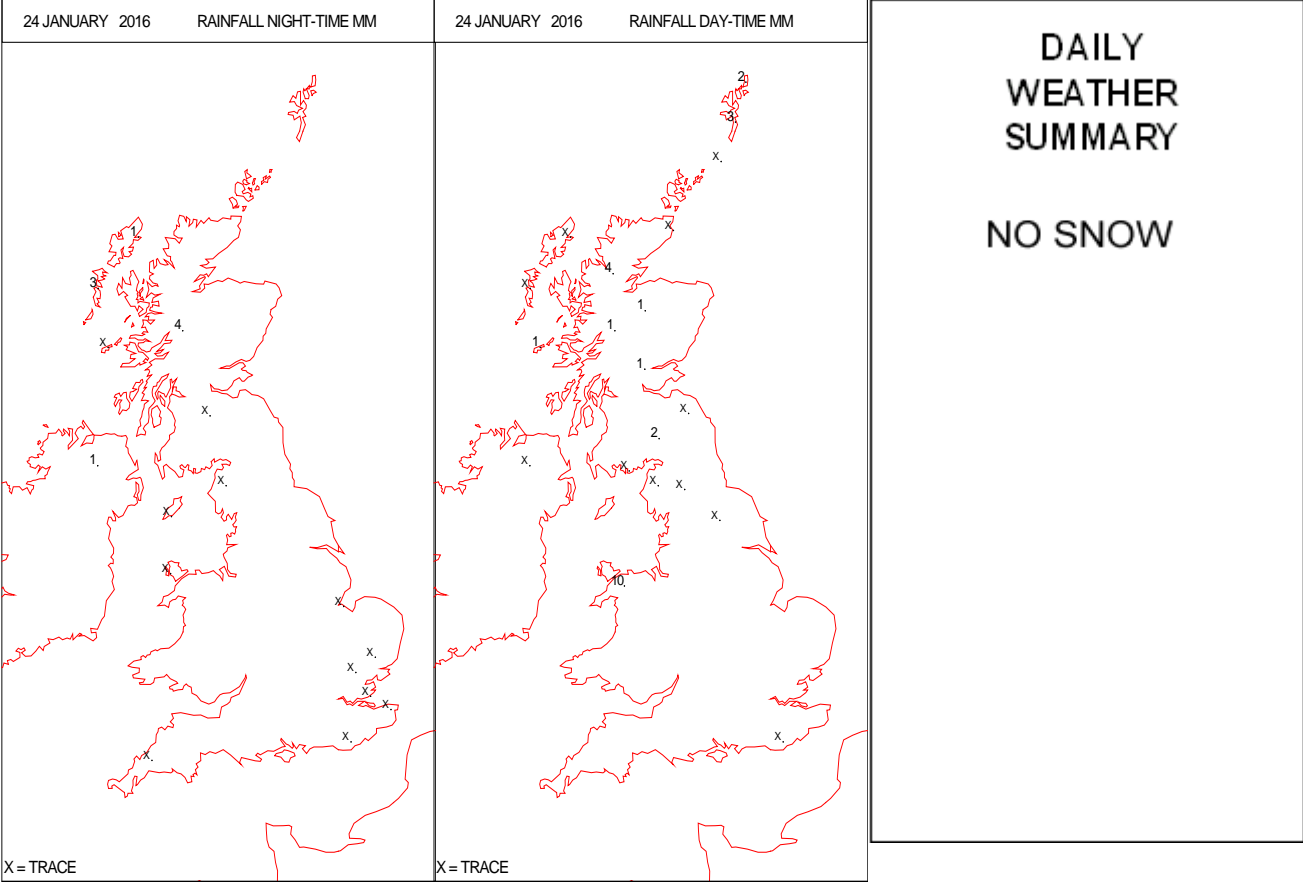 24 JANUARY 2016 RAINFALL NIGHT-TIME MM
1
3
4
X
X
1
X
X
X
X
X
X
X
X
X
X
X = TRACE
24 JANUARY 2016 RAINFALL DAY-TIME MM
2
3
X
X
X
4
X
1
1
1
1
X
2
X
X
X
X
X
10
X
X = TRACE
DAILY
WEATHER
SUMMARY
NO SNOW